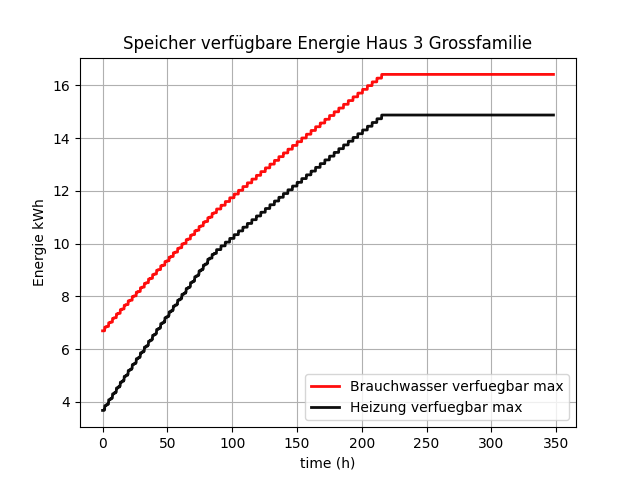 Speicher verfügbare Energie Haus 3 Grossfamilie
16
14
12
10
8
6
4
Energie kWh
Brauchwasser verfuegbar max
Heizung verfuegbar max
0 50 100 150 200 250 300 350
time (h)